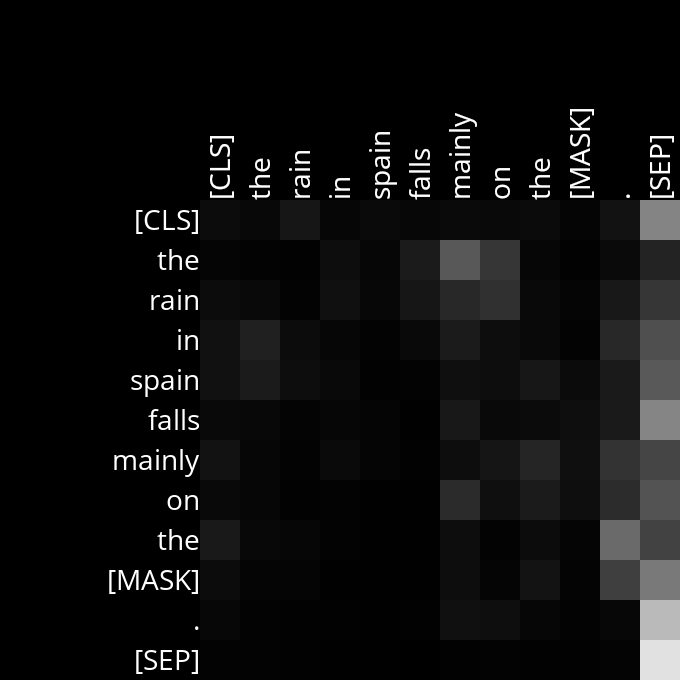 [CLS] the rain in spain falls mainly on the [MASK] . [SEP]
[CLS]
the
rain
in
spain
falls
mainly
on
the
[MASK]
.
[SEP]